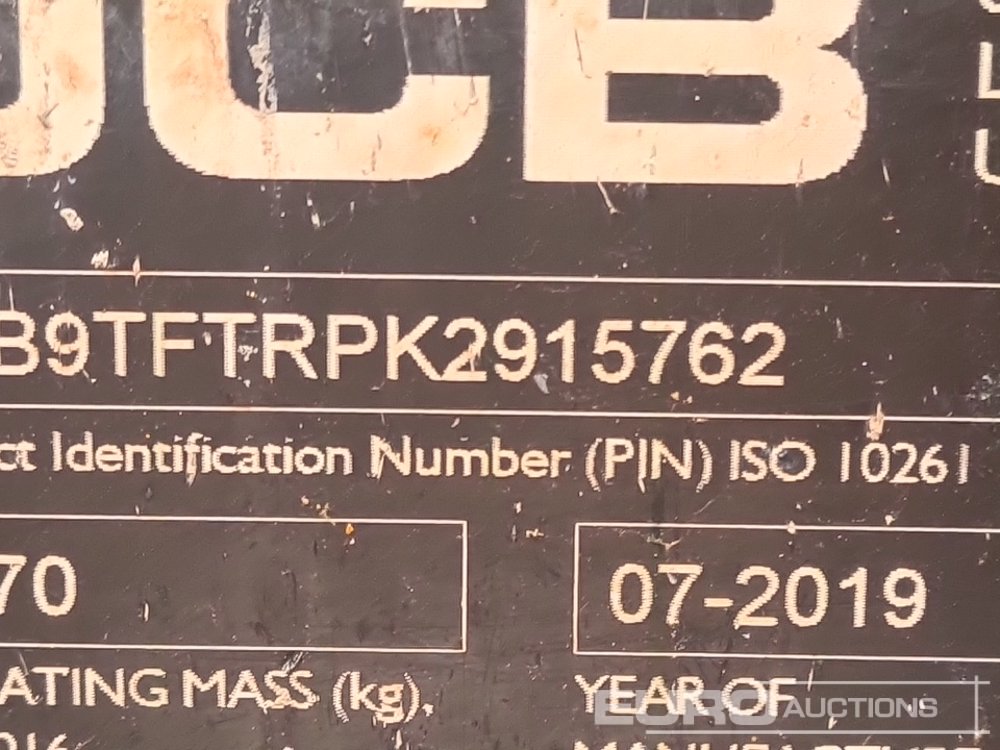 JCB
B9TFTRPK2915762
ct Identification Number (PIN) ISO 10261
70
07-2019
ATING MASS (kg)
YEAR OF
EURO AUCTIONS